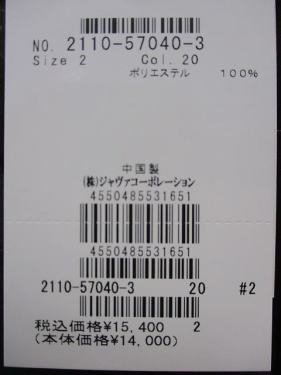 NO. 2110-57040-3
Size 2 Col. 20
ポリエステル 100%
中国製
(株)ジャヴァコーポレーション
4550485531651
4550485531651
2110-57040-3 20 #2
税込価格¥15,400 2
(本体価格¥14,000)